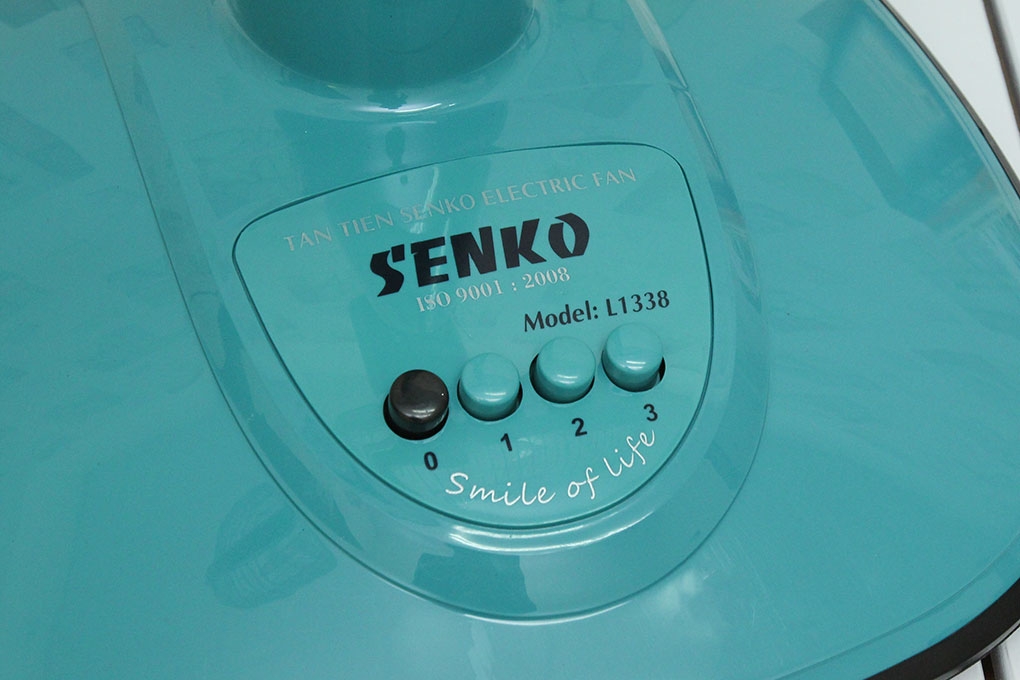 TAN TIEN SENKO ELECTRIC FAN
SENKO
ISO 9001 : 2008
Model: L1338
0 1 2 3
Smile of life